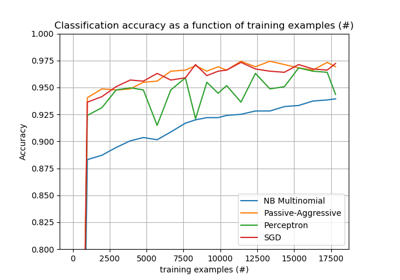 Classification accuracy as a function of training examples (#)
1.000
0.975
0.950
0.925
0.900
0.875
0.850
0.825
0.800
Accuracy
NB Multinomial
Passive-Aggressive
Perceptron
SGD
0 2500 5000 7500 10000 12500 15000 17500
training examples (#)